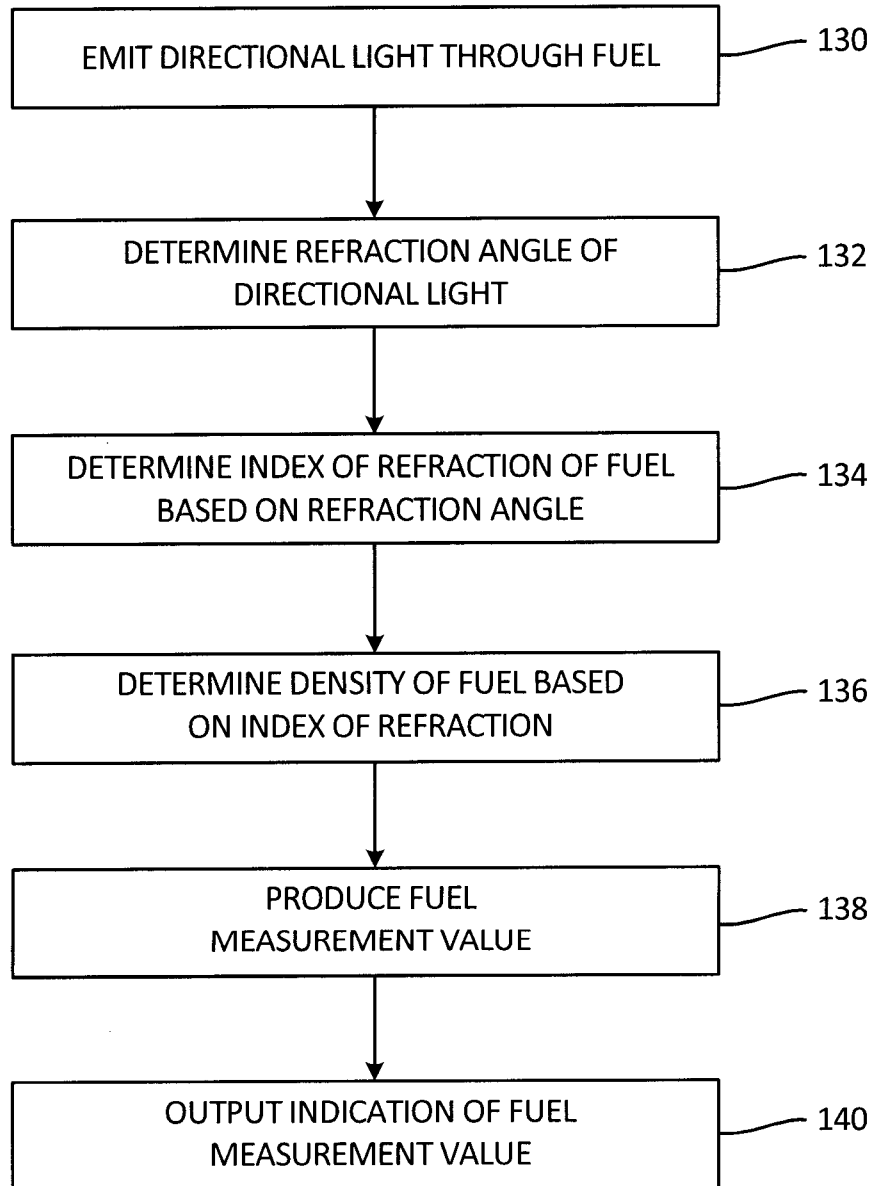 EMIT DIRECTIONAL LIGHT THROUGH FUEL
130
DETERMINE REFRACTION ANGLE OF
DIRECTIONAL LIGHT
132
DETERMINE INDEX OF REFRACTION OF FUEL
BASED ON REFRACTION ANGLE
134
DETERMINE DENSITY OF FUEL BASED
ON INDEX OF REFRACTION
136
PRODUCE FUEL
MEASUREMENT VALUE
138
OUTPUT INDICATION OF FUEL
MEASUREMENT VALUE
140